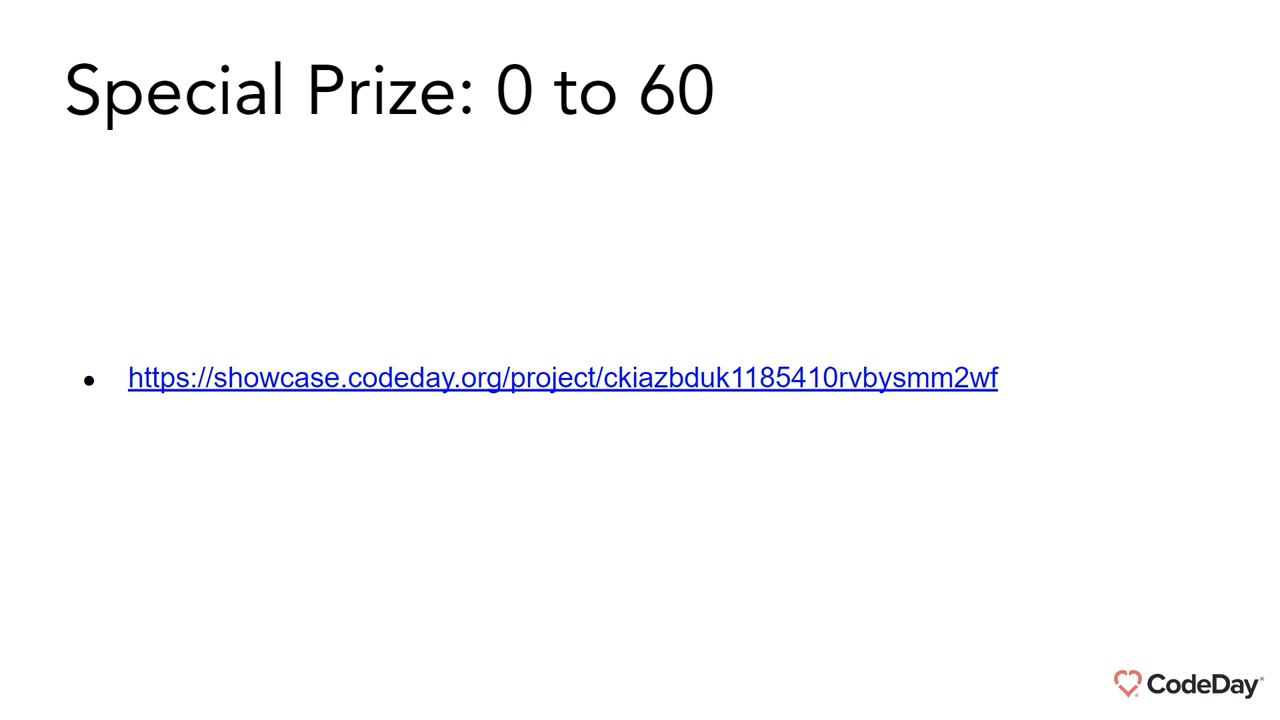 Special Prize: 0 to 60
• https://showcase.codeday.org/project/ckiazbduk1185410rvbysmm2wf
CodeDay®